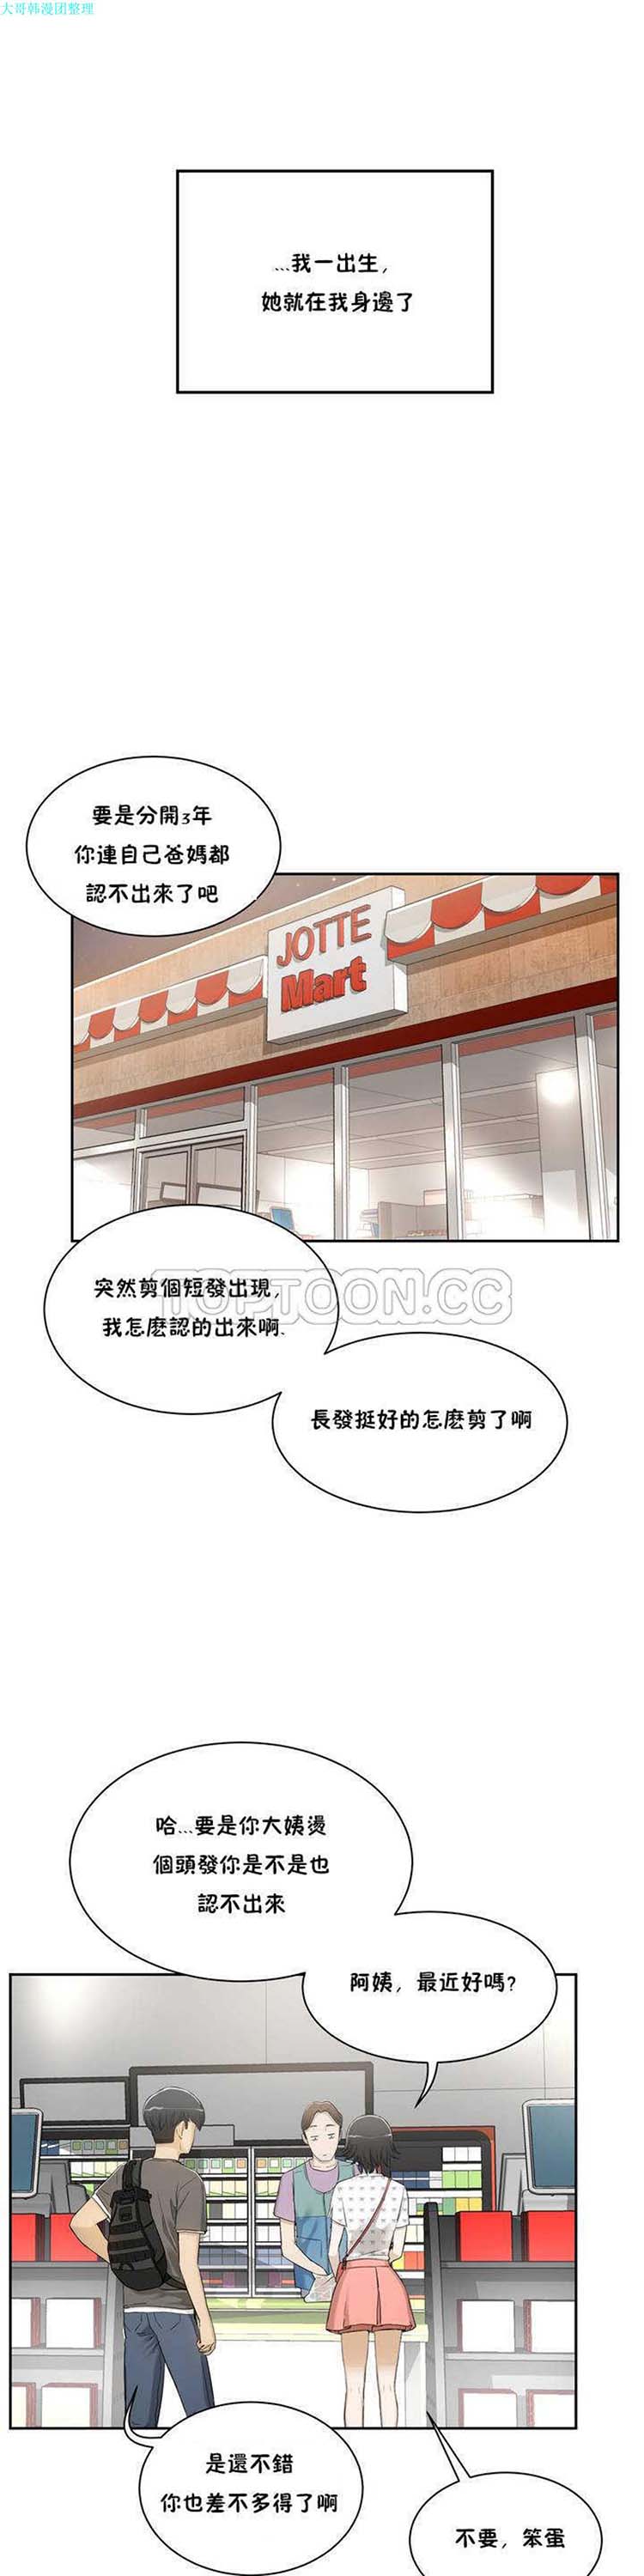 大哥韩漫团整理
...我一出生，
她就在我身邊了
要是分開3年
你連自己爸媽都
認不出來了吧
JOTTE
Mart
突然剪個短發出現，
我怎麽認的出來啊.
TOPTOON.CC
長發挺好的怎麽剪了啊
哈...要是你大姨燙
個頭發你是不是也
認不出來
阿姨，最近好嗎?
是還不錯
你也差不多得了啊
不要，笨蛋